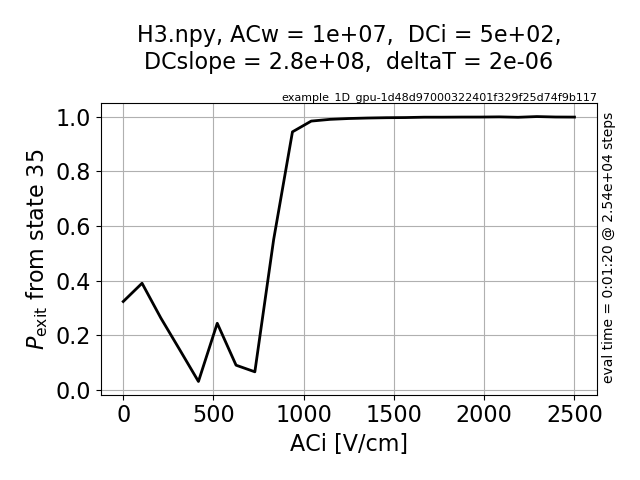 H3.npy, ACw = 1e+07, DCi = 5e+02,
DCslope = 2.8e+08, deltaT = 2e-06
example_1D_gpu-1d48d97000322401f329f25d74f9b117
1.0
0.8
0.6
0.4
0.2
0.0
P_exit from state 35
0 500 1000 1500 2000 2500
ACi [V/cm]
eval time = 0:01:20 @ 2.54e+04 steps